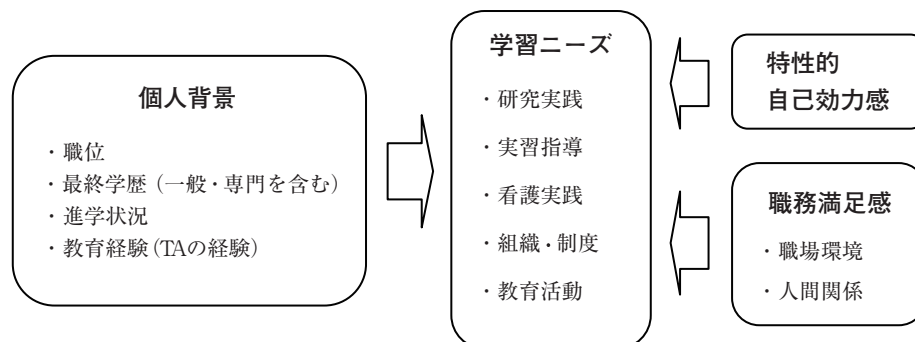 個人背景
・職位
・最終学歴（一般・専門を含む）
・進学状況
・教育経験（TAの経験）
学習ニーズ
・研究実践
・実習指導
・看護実践
・組織・制度
・教育活動
特性的
自己効力感
職務満足感
・職場環境
・人間関係